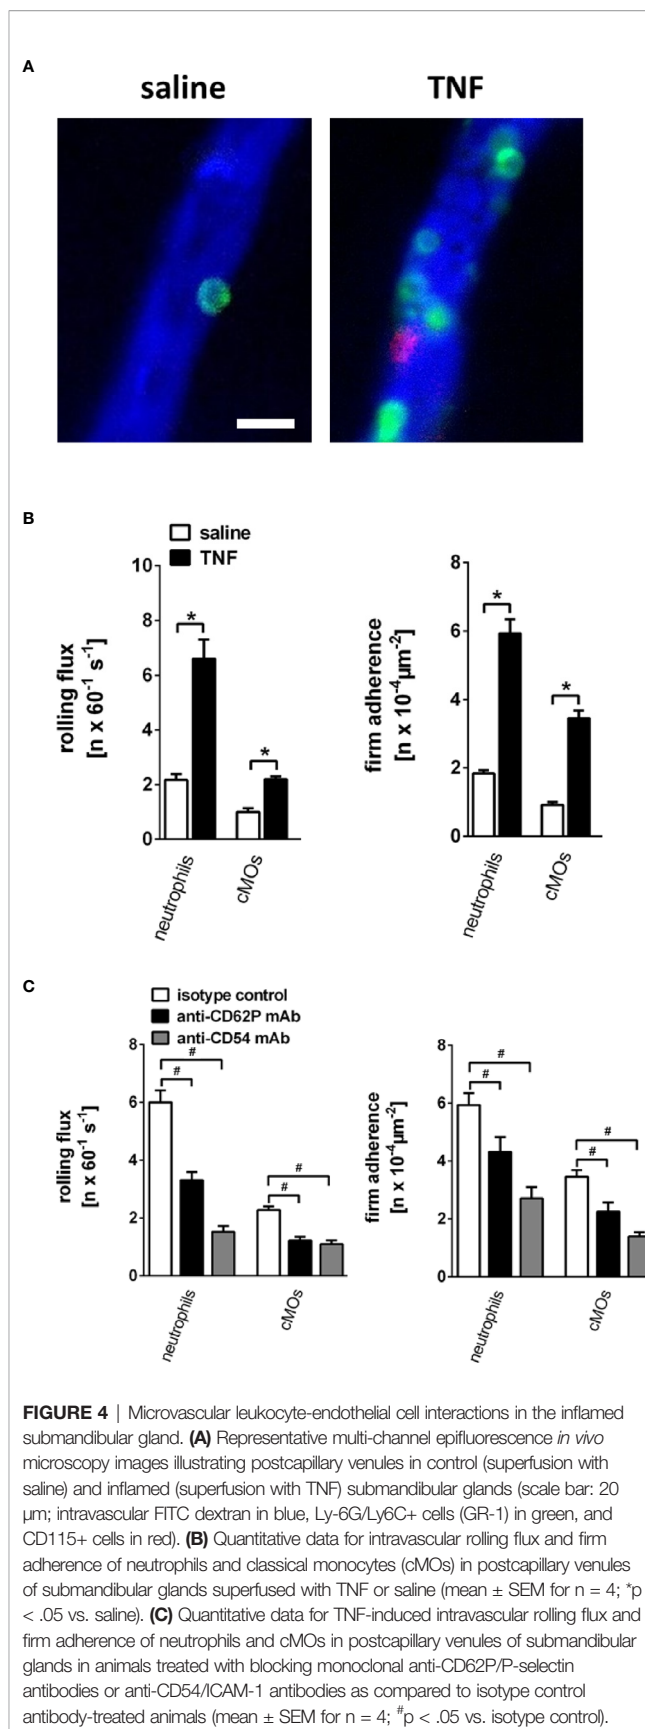 A
saline
TNF
B
saline
TNF
10
8
6
4
2
0
rolling flux
[n x 60⁻¹ s⁻¹]
*
*
neutrophils
cMOs
8
6
4
2
0
firm adherence
[n x 10⁻⁴µm⁻²]
*
*
neutrophils
cMOs
C
isotype control
anti-CD62P mAb
anti-CD54 mAb
8
6
4
2
0
rolling flux
[n x 60⁻¹ s⁻¹]
#
#
#
#
neutrophils
cMOs
8
6
4
2
0
firm adherence
[n x 10⁻⁴µm⁻²]
#
#
#
#
neutrophils
cMOs
FIGURE 4 | Microvascular leukocyte-endothelial cell interactions in the inflamed
submandibular gland. (A) Representative multi-channel epifluorescence in vivo
microscopy images illustrating postcapillary venules in control (superfusion with
saline) and inflamed (superfusion with TNF) submandibular glands (scale bar: 20
µm; intravascular FITC dextran in blue, Ly-6G/Ly6C+ cells (GR-1) in green, and
CD115+ cells in red). (B) Quantitative data for intravascular rolling flux and firm
adherence of neutrophils and classical monocytes (cMOs) in postcapillary venules
of submandibular glands superfused with TNF or saline (mean ± SEM for n = 4; *p
< .05 vs. saline). (C) Quantitative data for TNF-induced intravascular rolling flux and
firm adherence of neutrophils and cMOs in postcapillary venules of submandibular
glands in animals treated with blocking monoclonal anti-CD62P/P-selectin
antibodies or anti-CD54/ICAM-1 antibodies as compared to isotype control
antibody-treated animals (mean ± SEM for n = 4; #p < .05 vs. isotype control).